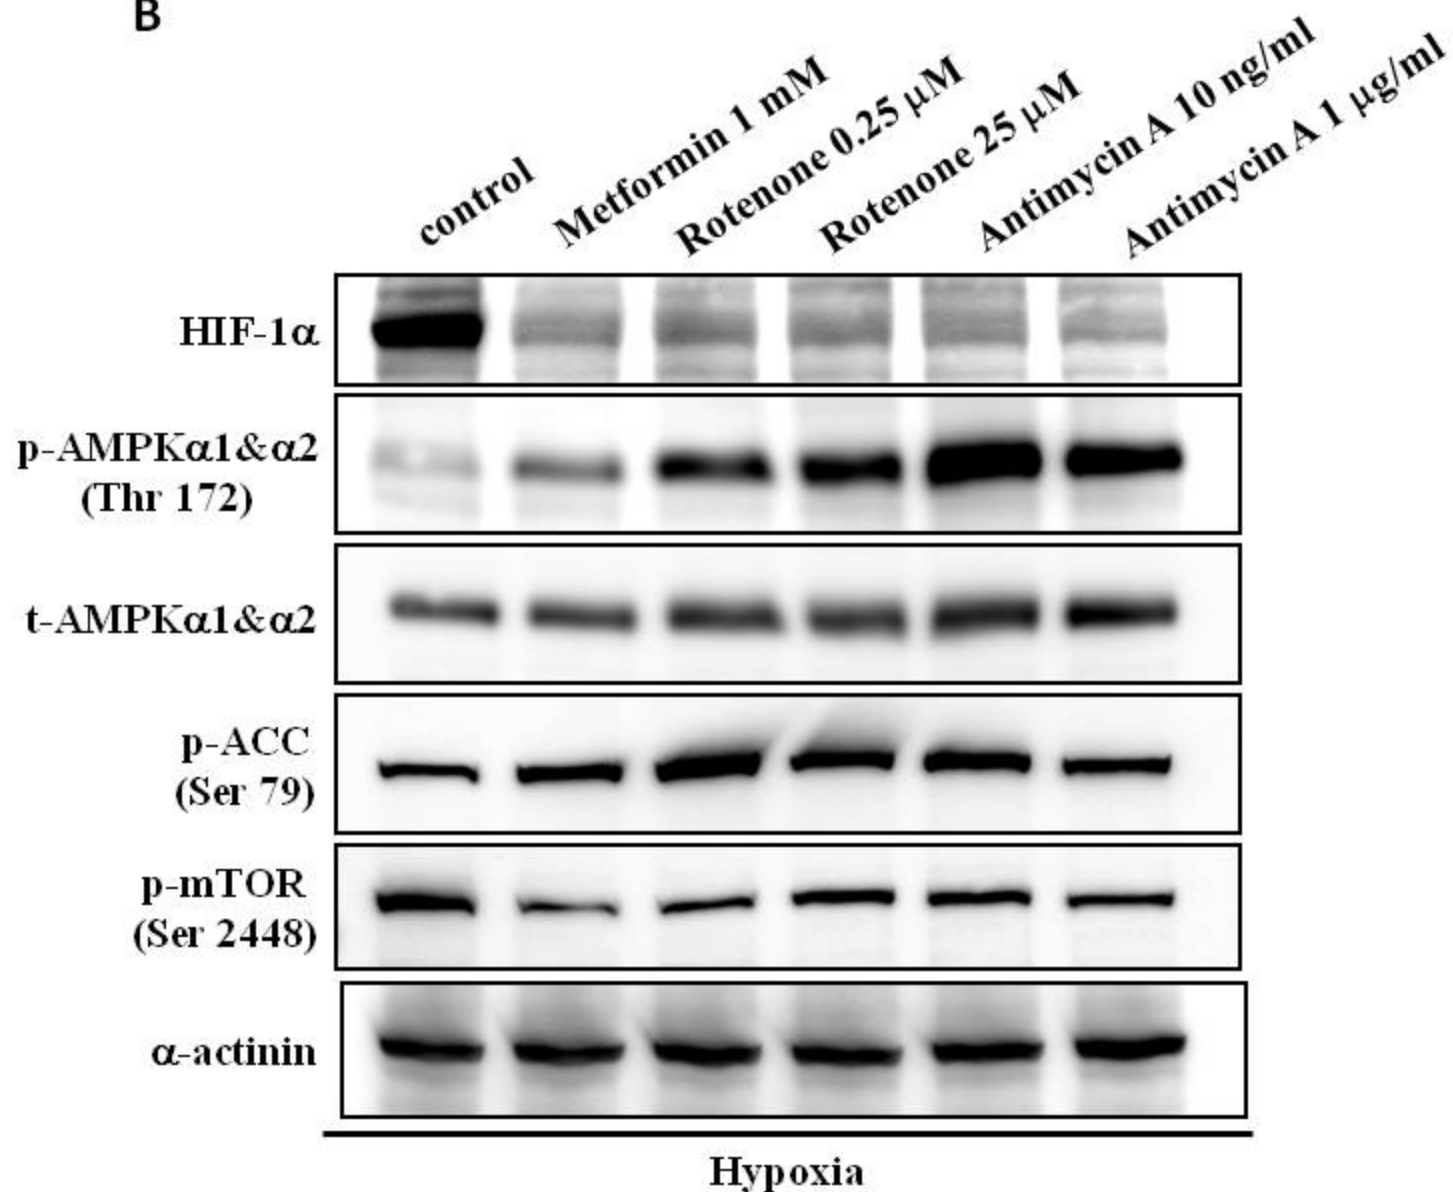 B
control
Metformin 1 mM
Rotenone 0.25 μM
Rotenone 25 μM
Antimycin A 10 ng/ml
Antimycin A 1 μg/ml
HIF-1α
p-AMPKα1&α2
(Thr 172)
t-AMPKα1&α2
p-ACC
(Ser 79)
p-mTOR
(Ser 2448)
α-actinin
Hypoxia